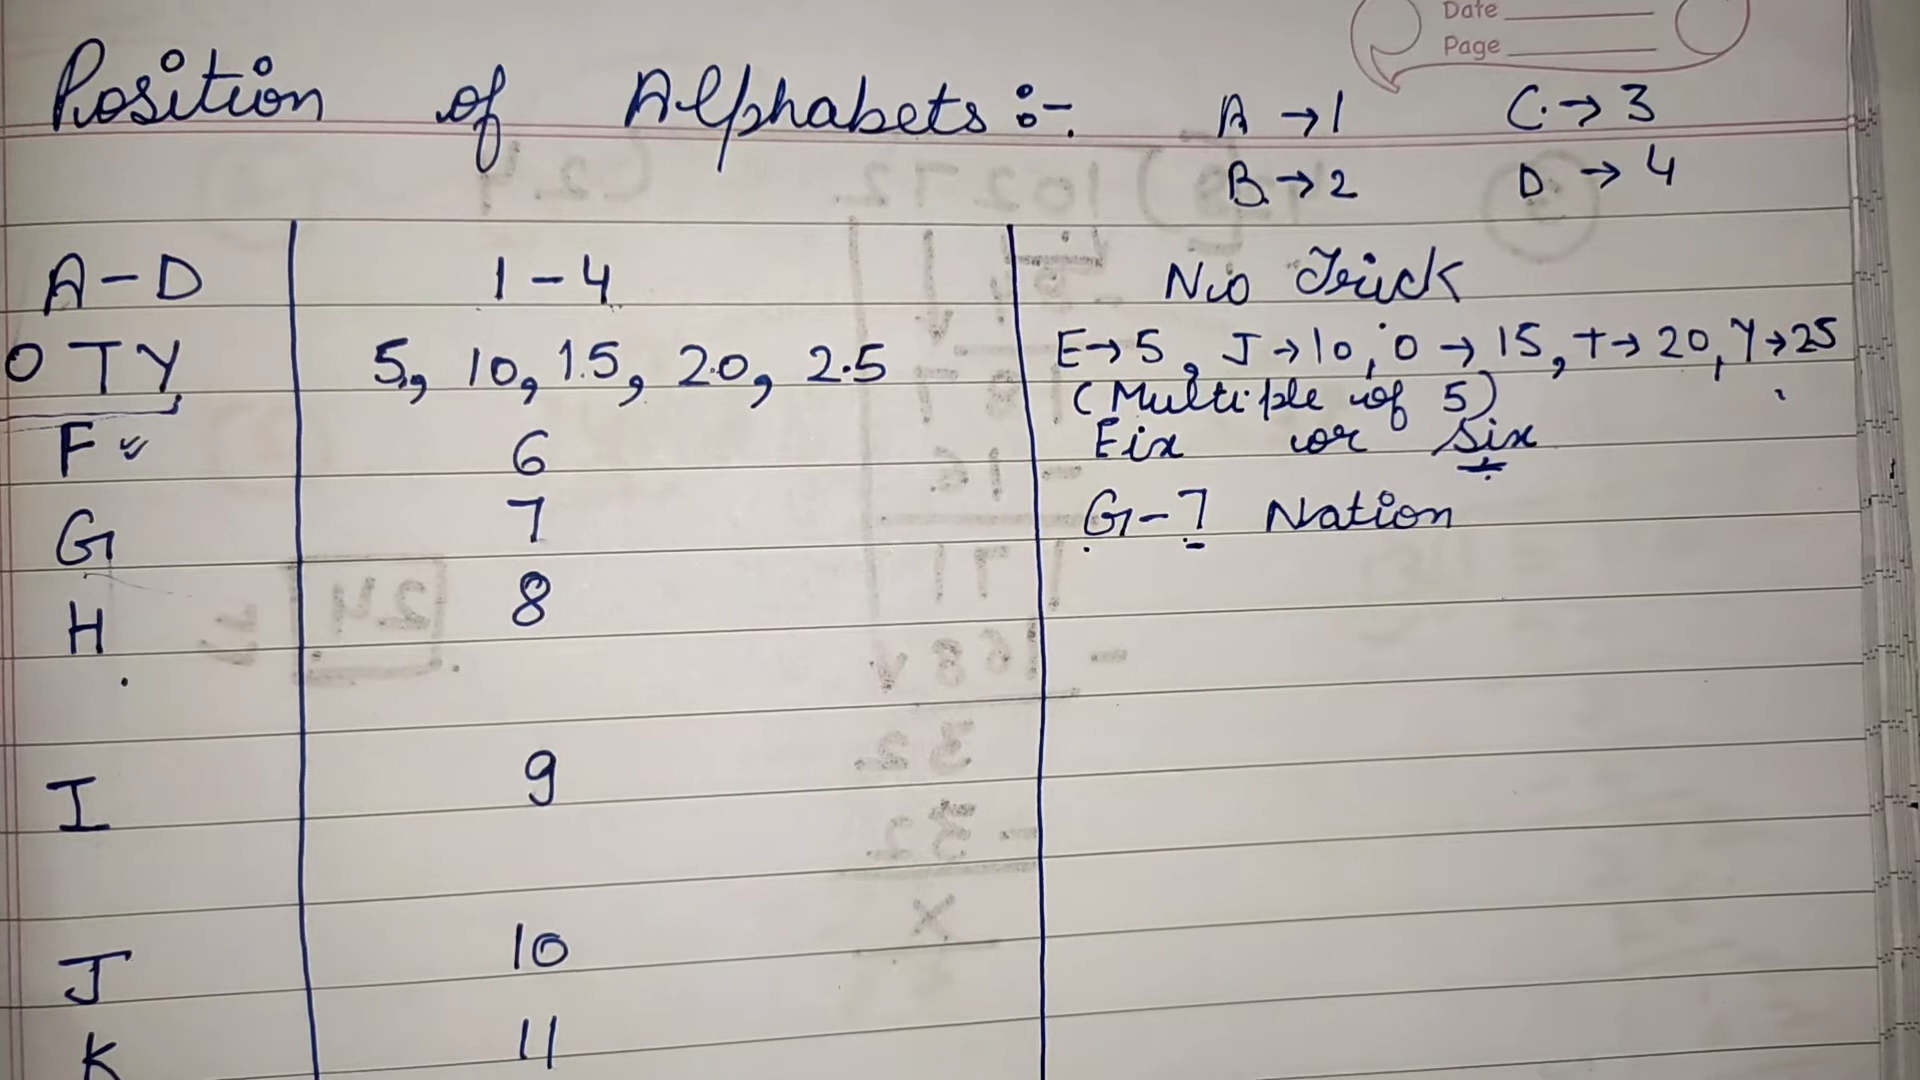 Date
Page
Position of Alphabets :-
A → 1 C → 3
B → 2 D → 4
A - D 1 - 4 No Trick
OTY 5, 10, 15, 20, 25 E → 5, J → 10, O → 15, T → 20, Y → 25
(Multiple of 5)
F 6 Fix or Six
G 7 G-7 Nation
H 8
I 9
J 10
K 11